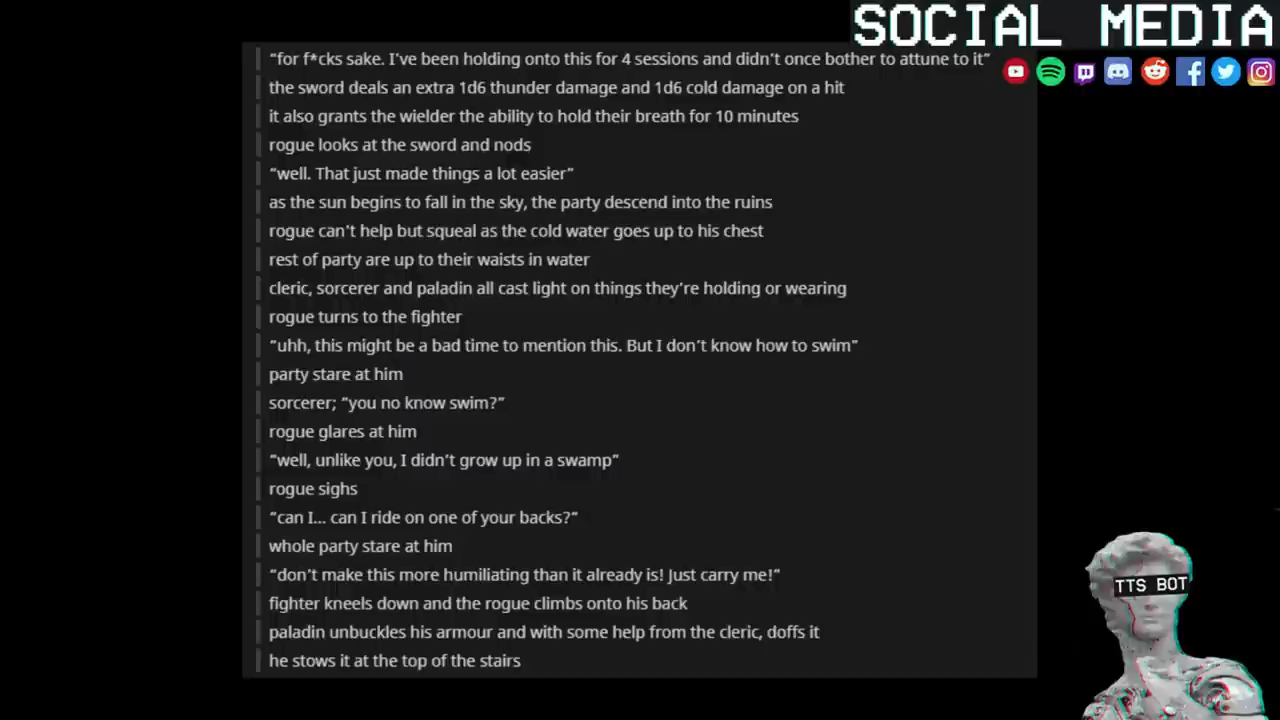 SOCIAL MEDIA
“for f*cks sake. I’ve been holding onto this for 4 sessions and didn’t once bother to attune to it”
the sword deals an extra 1d6 thunder damage and 1d6 cold damage on a hit
it also grants the wielder the ability to hold their breath for 10 minutes
rogue looks at the sword and nods
“well. That just made things a lot easier”
as the sun begins to fall in the sky, the party descend into the ruins
rogue can’t help but squeal as the cold water goes up to his chest
rest of party are up to their waists in water
cleric, sorcerer and paladin all cast light on things they’re holding or wearing
rogue turns to the fighter
“uhh, this might be a bad time to mention this. But I don’t know how to swim”
party stare at him
sorcerer; “you no know swim?”
rogue glares at him
“well, unlike you, I didn’t grow up in a swamp”
rogue sighs
“can I... can I ride on one of your backs?”
whole party stare at him
“don’t make this more humiliating than it already is! Just carry me!”
fighter kneels down and the rogue climbs onto his back
paladin unbuckles his armour and with some help from the cleric, doffs it
he stows it at the top of the stairs
TTS BOT